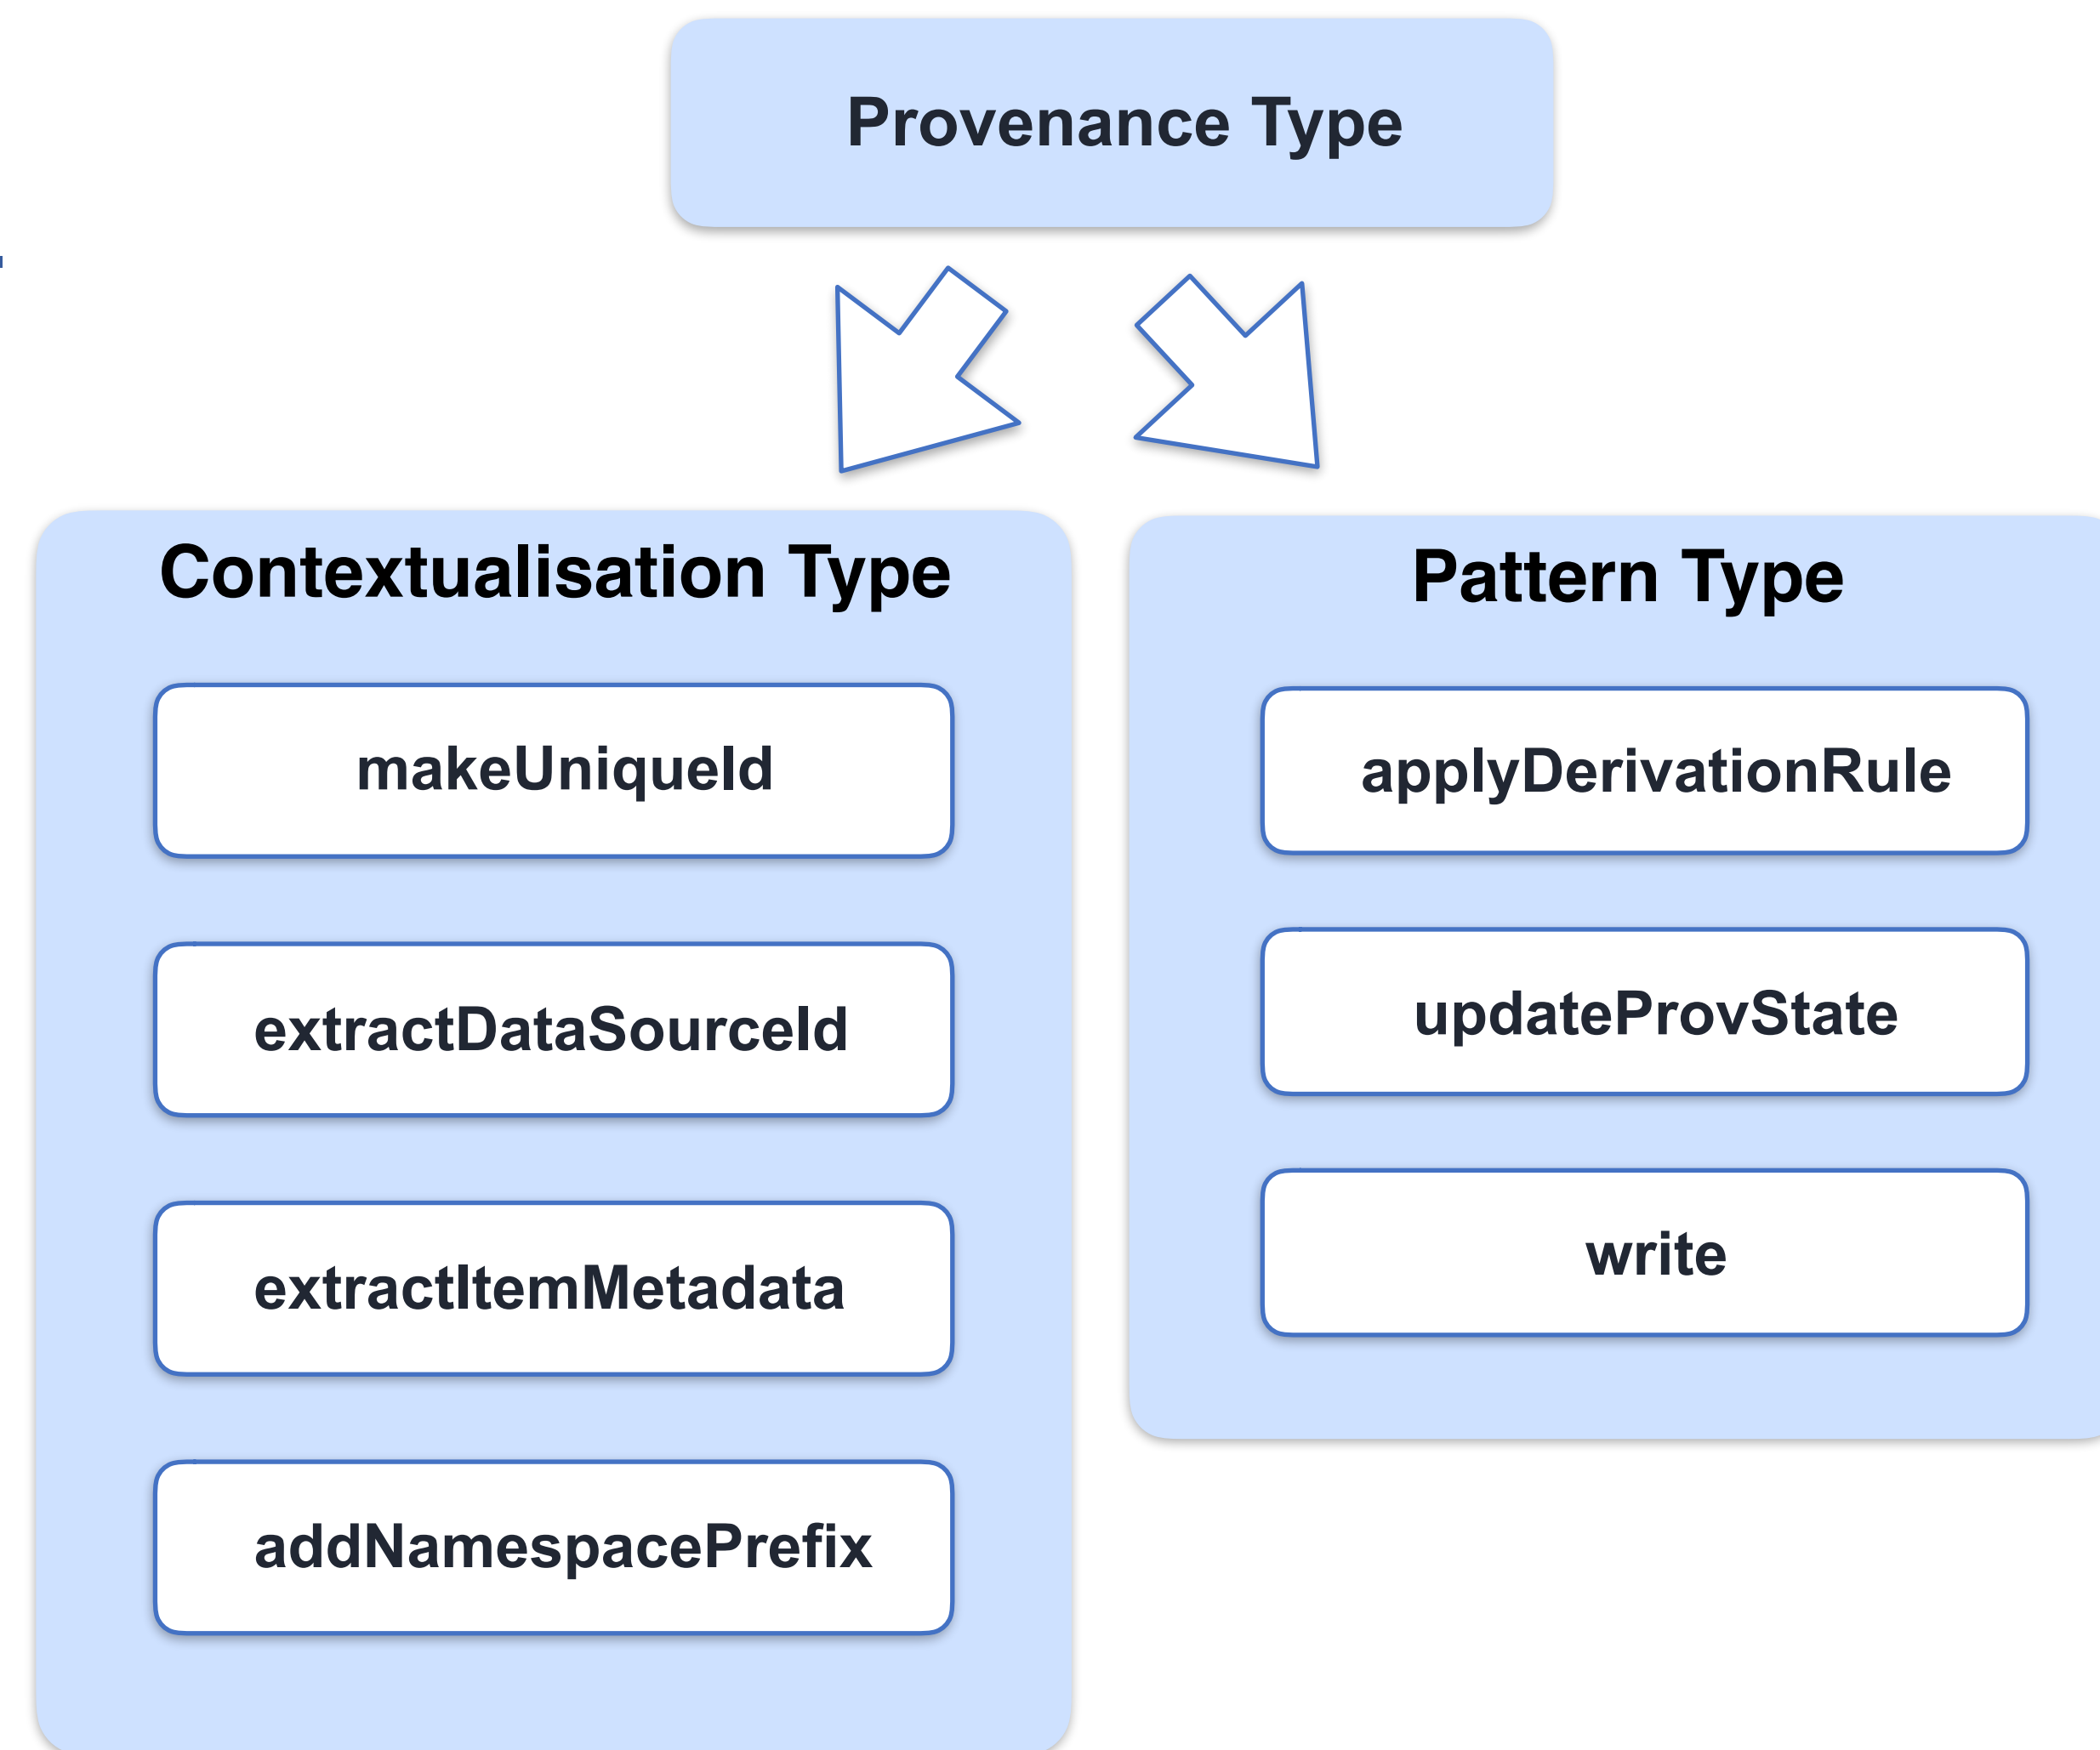 Provenance Type
Contextualisation Type
makeUniqueId
extractDataSourceId
extractItemMetadata
addNamespacePrefix
Pattern Type
applyDerivationRule
updateProvState
write